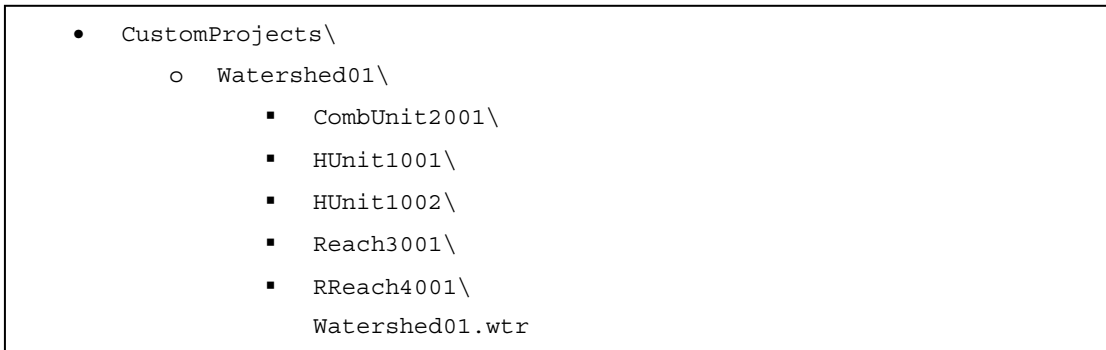 • CustomProjects\
o Watershed01\
▪ CombUnit2001\
▪ HUnit1001\
▪ HUnit1002\
▪ Reach3001\
▪ RReach4001\
Watershed01.wtr